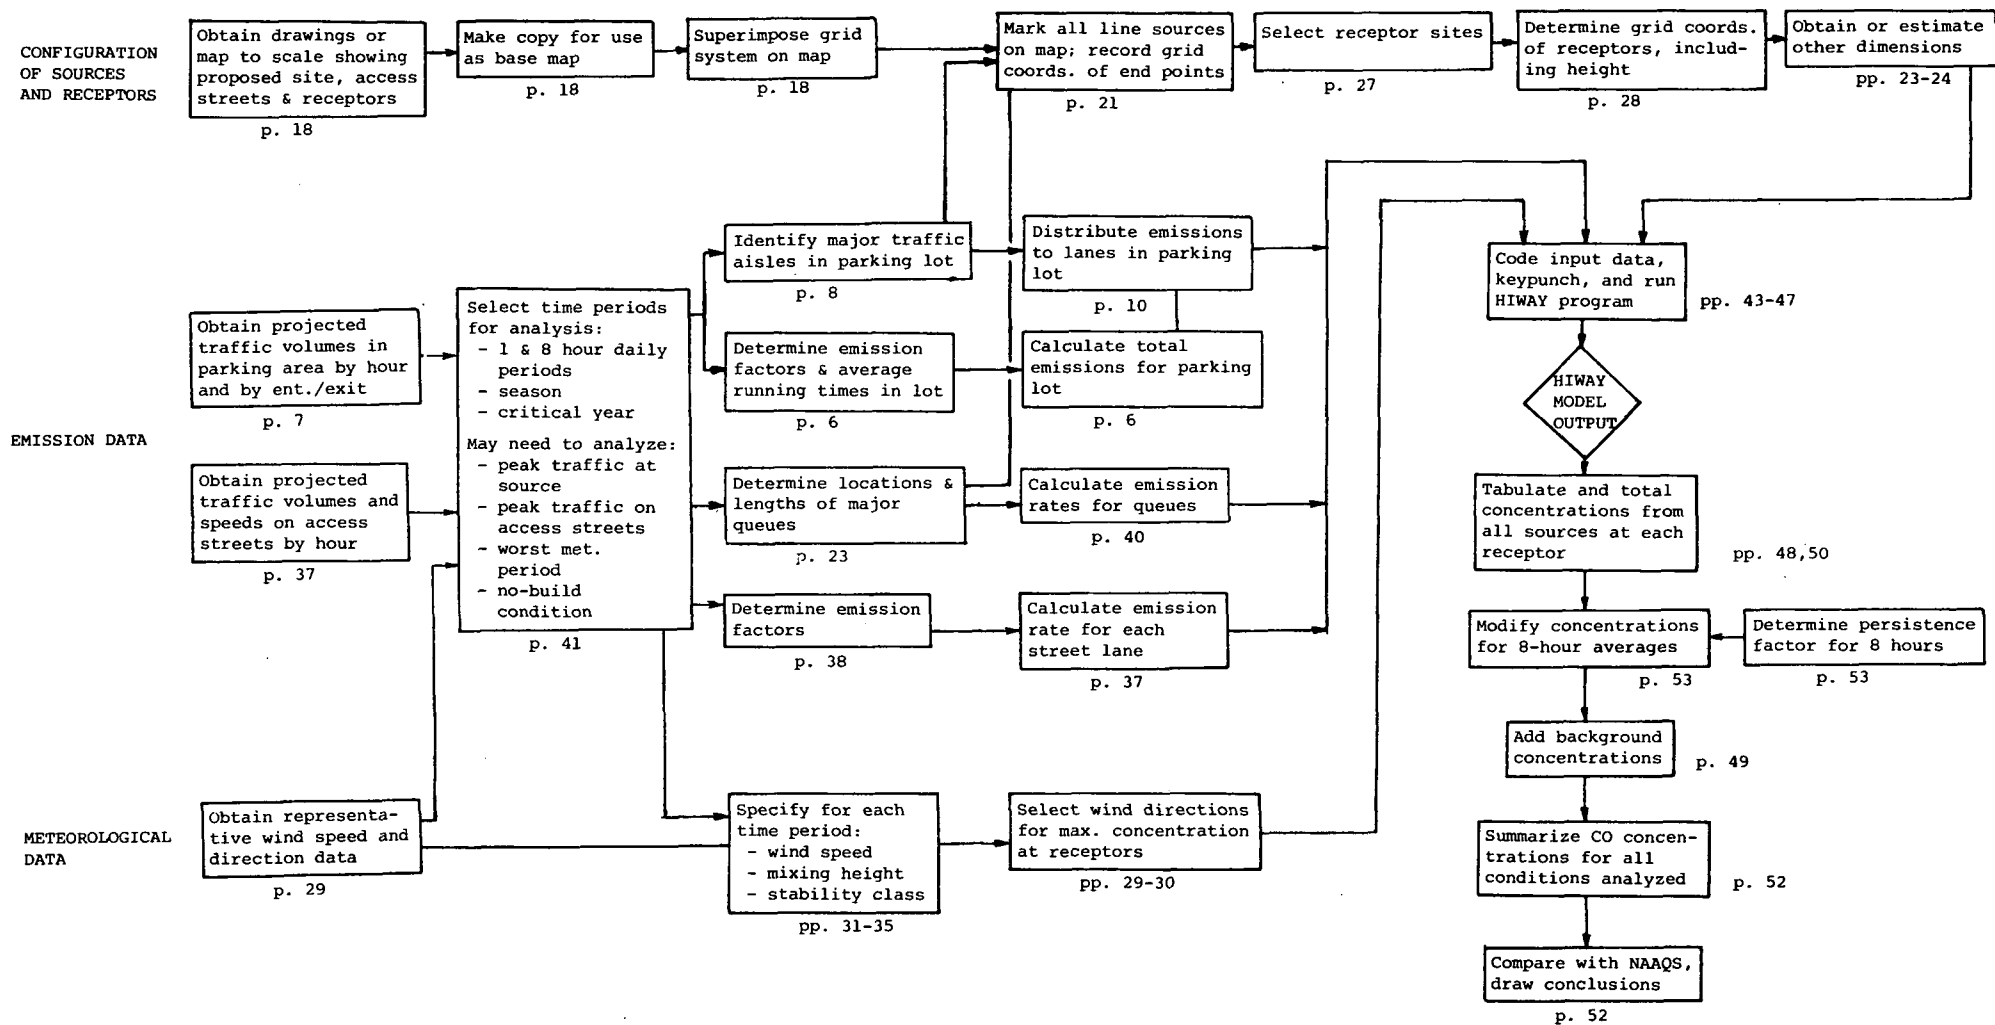 CONFIGURATION
OF SOURCES
AND RECEPTORS
Obtain drawings or
map to scale showing
proposed site, access
streets & receptors
p. 18
Make copy for use
as base map
p. 18
Superimpose grid
system on map
p. 18
Mark all line sources
on map; record grid
coords. of end points
p. 21
Select receptor sites
p. 27
Determine grid coords.
of receptors, includ-
ing height
p. 28
Obtain or estimate
other dimensions
pp. 23-24
EMISSION DATA
Obtain projected
traffic volumes in
parking area by hour
and by ent./exit
p. 7
Obtain projected
traffic volumes and
speeds on access
streets by hour
p. 37
Select time periods
for analysis:
- 1 & 8 hour daily
periods
- season
- critical year
May need to analyze:
- peak traffic at
source
- peak traffic on
access streets
- worst met.
period
- no-build
condition
p. 41
Identify major traffic
aisles in parking lot
p. 8
Distribute emissions
to lanes in parking
lot
p. 10
Determine emission
factors & average
running times in lot
p. 6
Calculate total
emissions for parking
lot
p. 6
Determine locations &
lengths of major
queues
p. 23
Calculate emission
rates for queues
p. 40
Determine emission
factors
p. 38
Calculate emission
rate for each
street lane
p. 37
METEOROLOGICAL
DATA
Obtain representa-
tive wind speed and
direction data
p. 29
Specify for each
time period:
- wind speed
- mixing height
- stability class
pp. 31-35
Select wind directions
for max. concentration
at receptors
pp. 29-30
Code input data,
keypunch, and run
HIWAY program
pp. 43-47
HIWAY
MODEL
OUTPUT
Tabulate and total
concentrations from
all sources at each
receptor
pp. 48,50
Modify concentrations
for 8-hour averages
p. 53
Determine persistence
factor for 8 hours
p. 53
Add background
concentrations
p. 49
Summarize CO concen-
trations for all
conditions analyzed
p. 52
Compare with NAAQS,
draw conclusions
p. 52